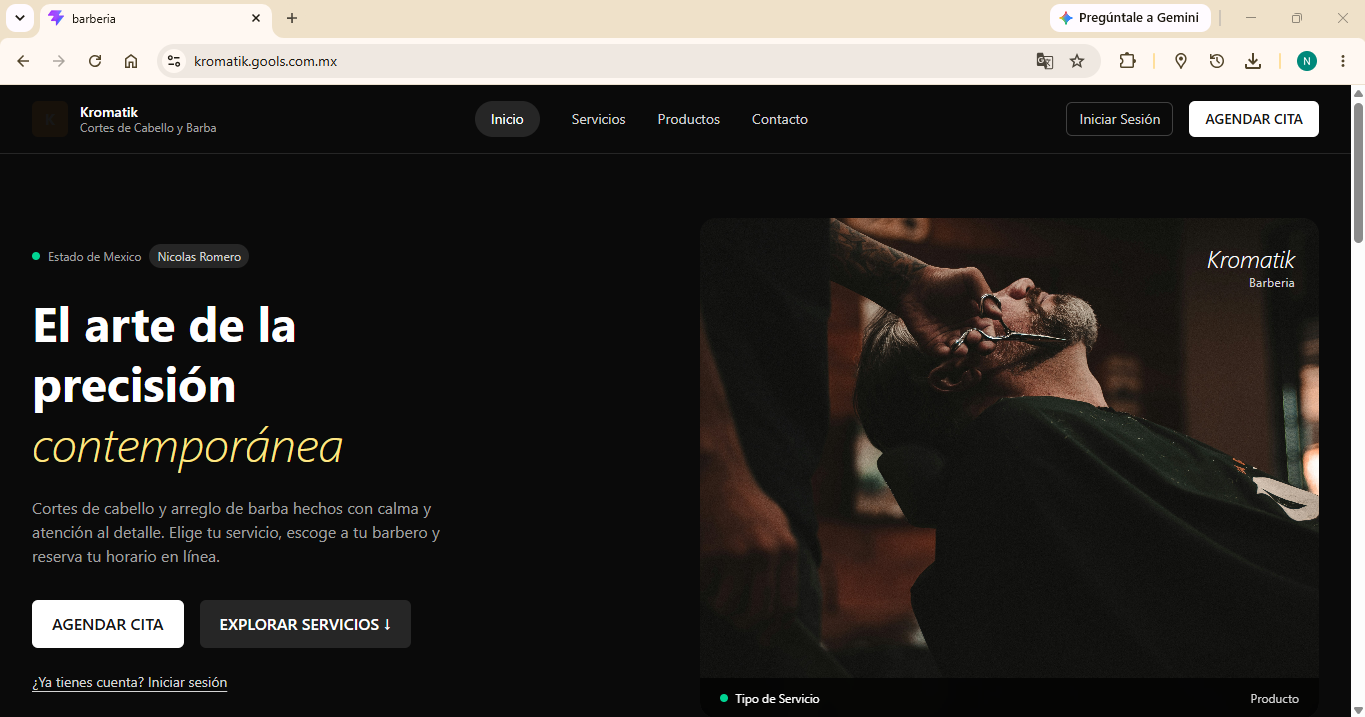 barberia
Pregúntale a Gemini
kromatik.gools.com.mx
N
Kromatik
Cortes de Cabello y Barba
Inicio
Servicios
Productos
Contacto
Iniciar Sesión
AGENDAR CITA
Estado de Mexico
Nicolas Romero
El arte de la
precisión
contemporánea
Cortes de cabello y arreglo de barba hechos con calma y
atención al detalle. Elige tu servicio, escoge a tu barbero y
reserva tu horario en línea.
AGENDAR CITA
EXPLORAR SERVICIOS ↓
¿Ya tienes cuenta? Iniciar sesión
Kromatik
Barberia
Tipo de Servicio
Producto